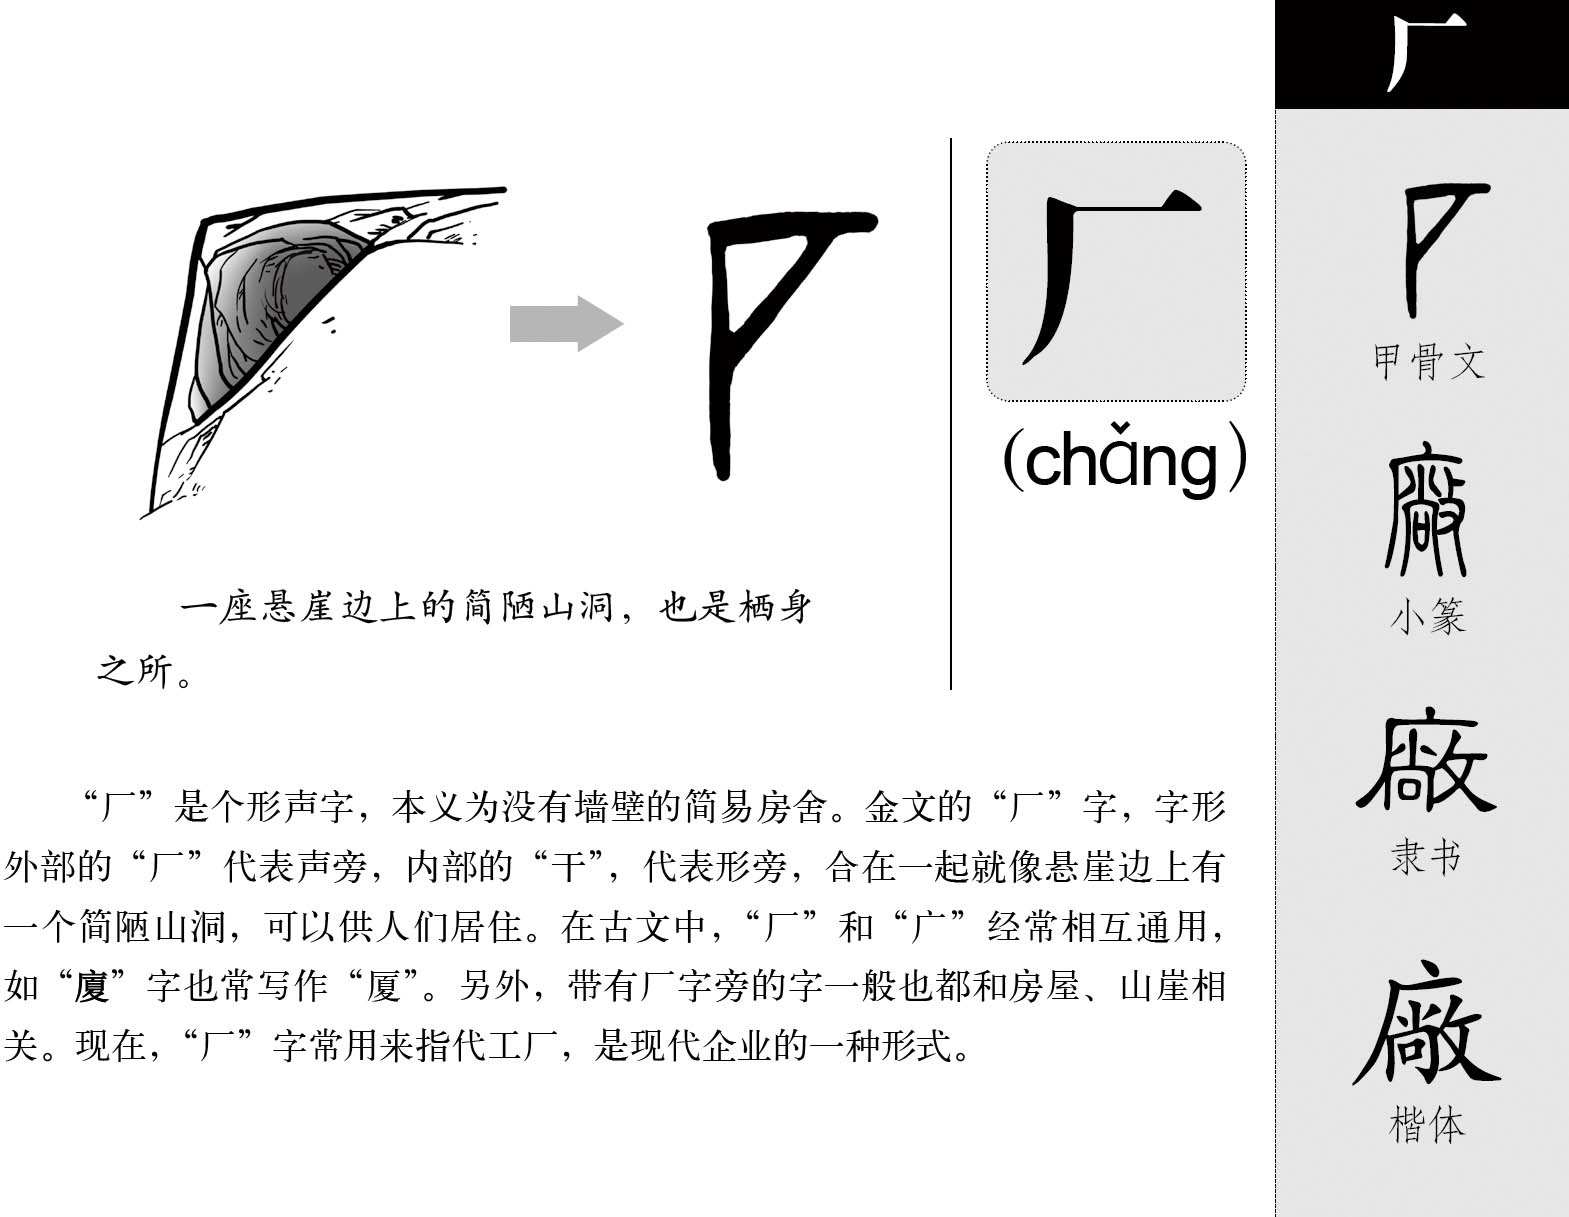 厂
厂
(chǎng)
一座悬崖边上的简陋山洞，也是栖身
之所。
“厂”是个形声字，本义为没有墙壁的简易房舍。金文的“厂”字，字形
外部的“厂”代表声旁，内部的“干”，代表形旁，合在一起就像悬崖边上有
一个简陋山洞，可以供人们居住。在古文中，“厂”和“广”经常相互通用，
如“廈”字也常写作“厦”。另外，带有厂字旁的字一般也都和房屋、山崖相
关。现在，“厂”字常用来指代工厂，是现代企业的一种形式。
甲骨文
廠
小篆
廠
隶书
廠
楷体